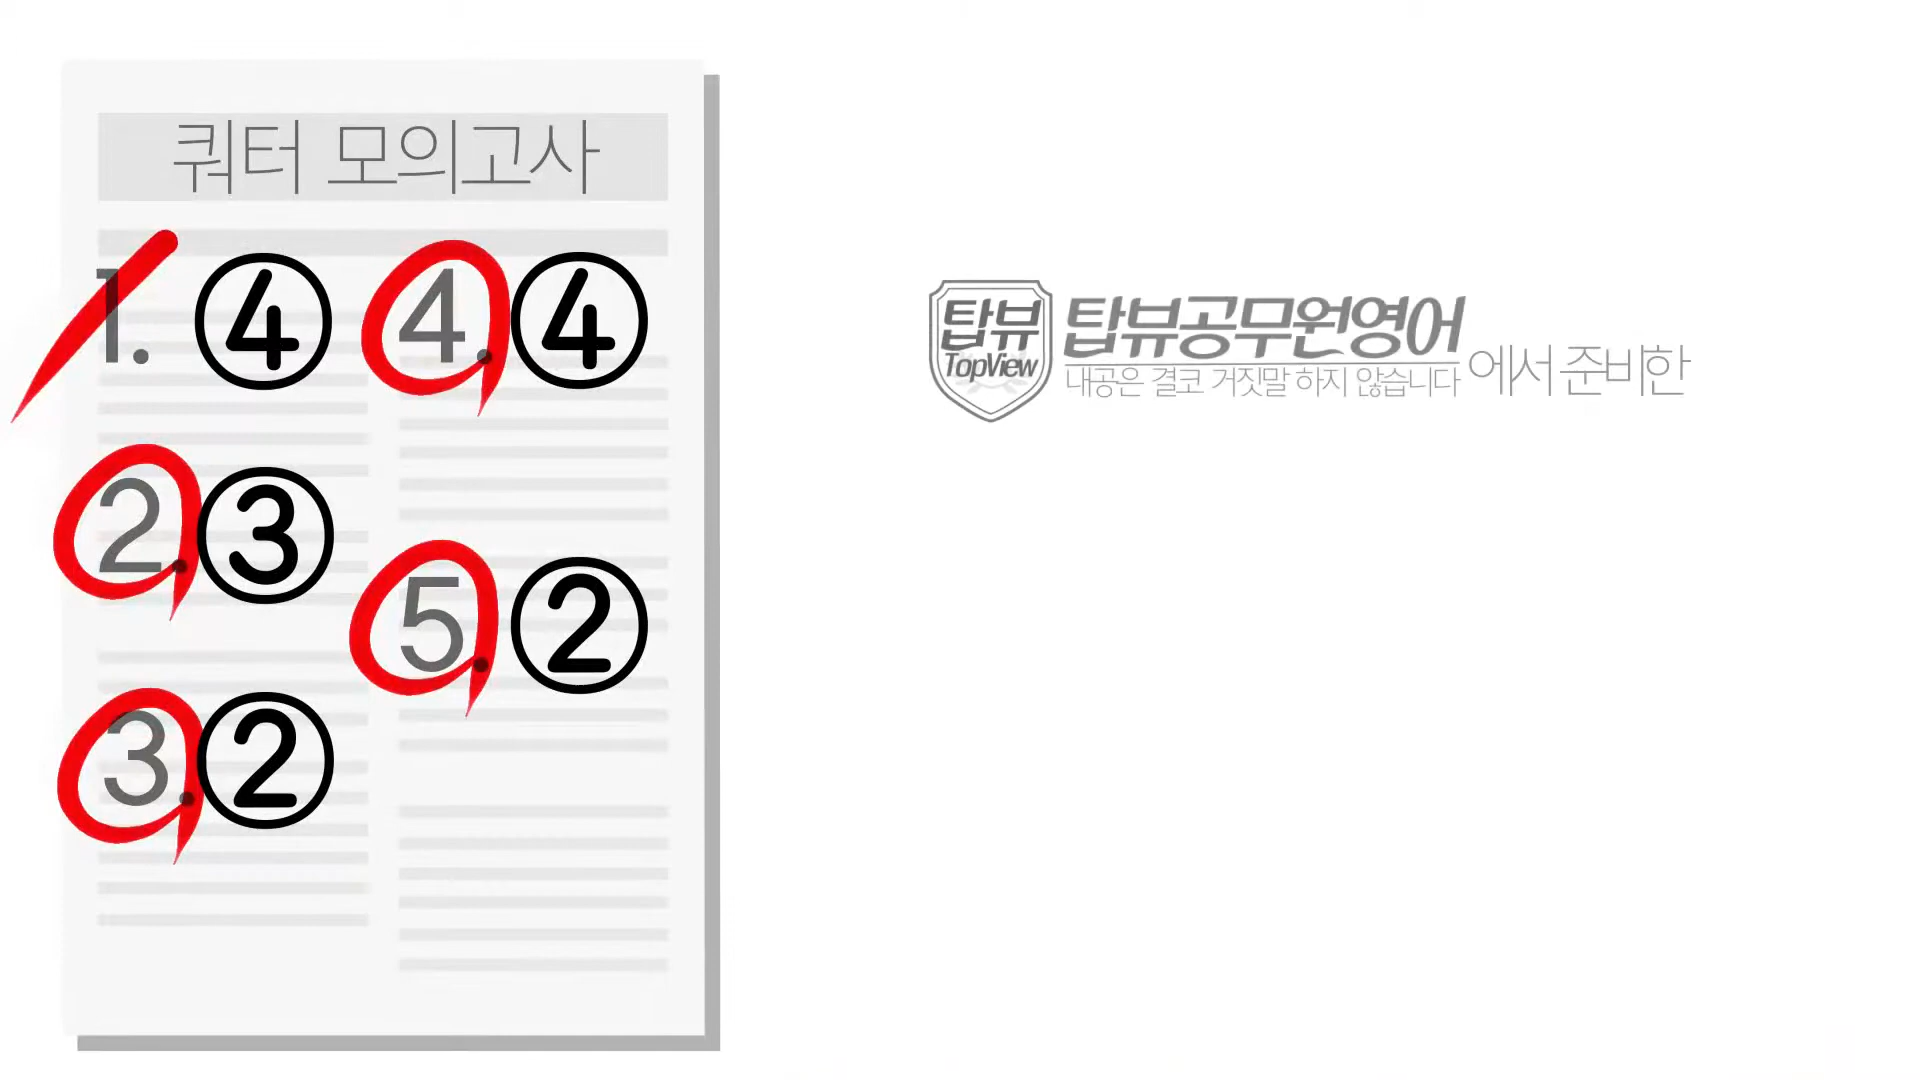 쿼터 모의고사
1. ④
2. ③
3. ②
4. ④
5. ②
탑뷰 TopView
탑뷰공무원영어
내공은 결코 거짓말 하지 않습니다
에서 준비한